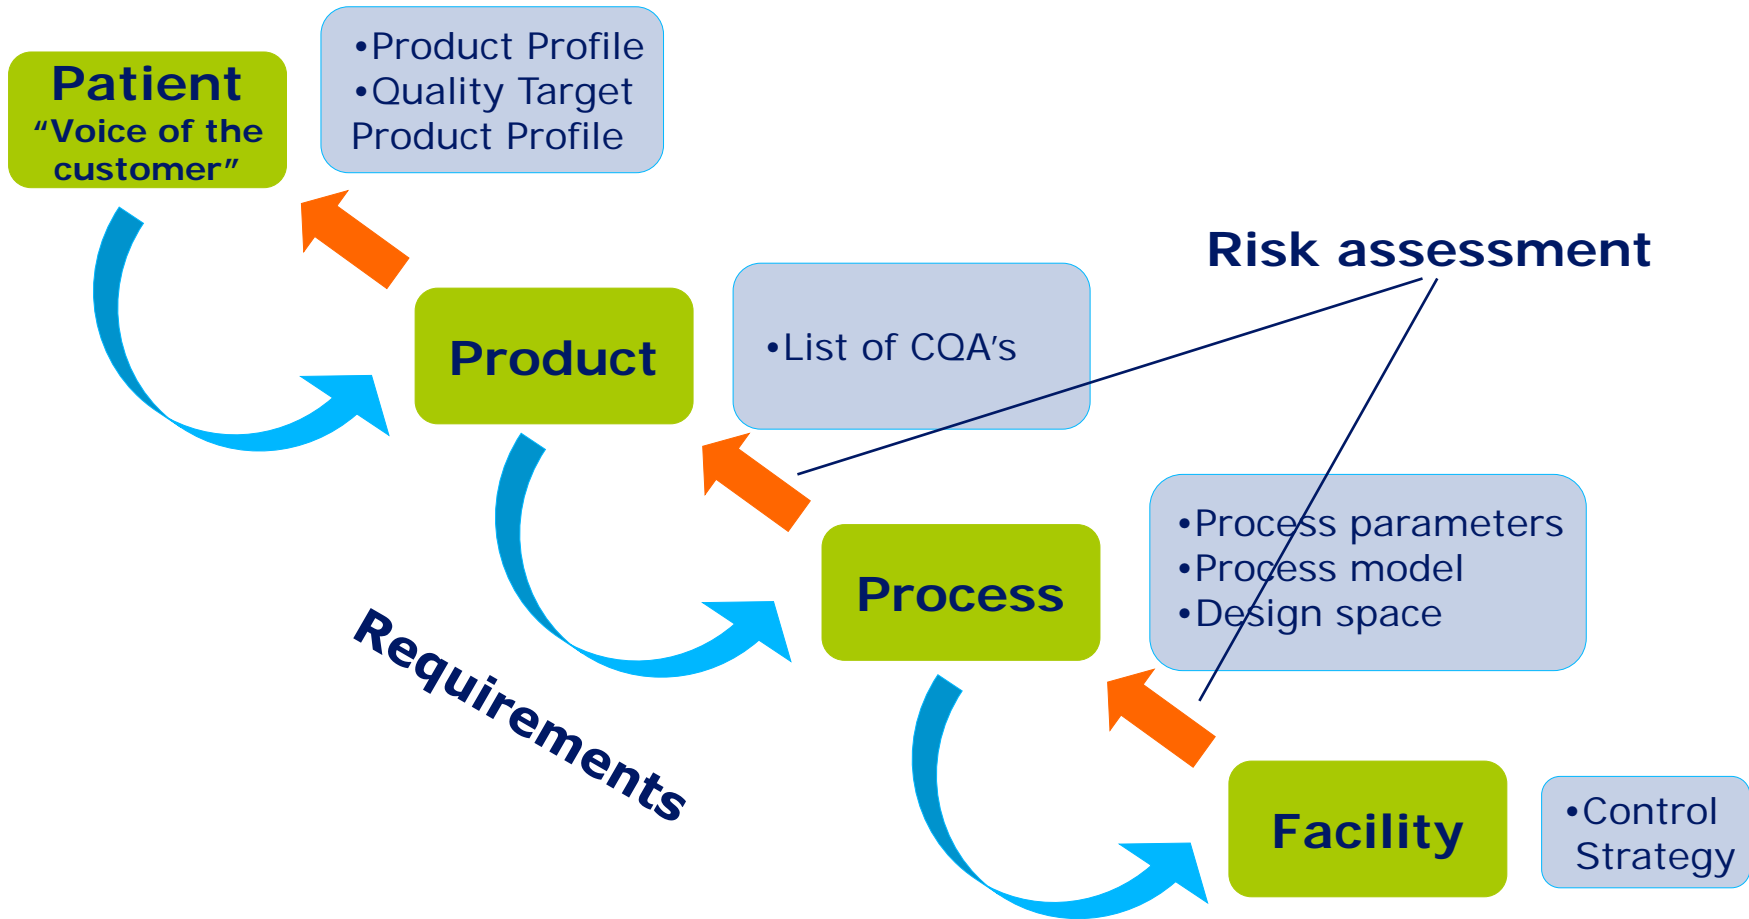 Patient
“Voice of the
customer”
•Product Profile
•Quality Target
Product Profile
Risk assessment
Product
•List of CQA’s
Process
•Process parameters
•Process model
•Design space
Requirements
Facility
•Control
Strategy